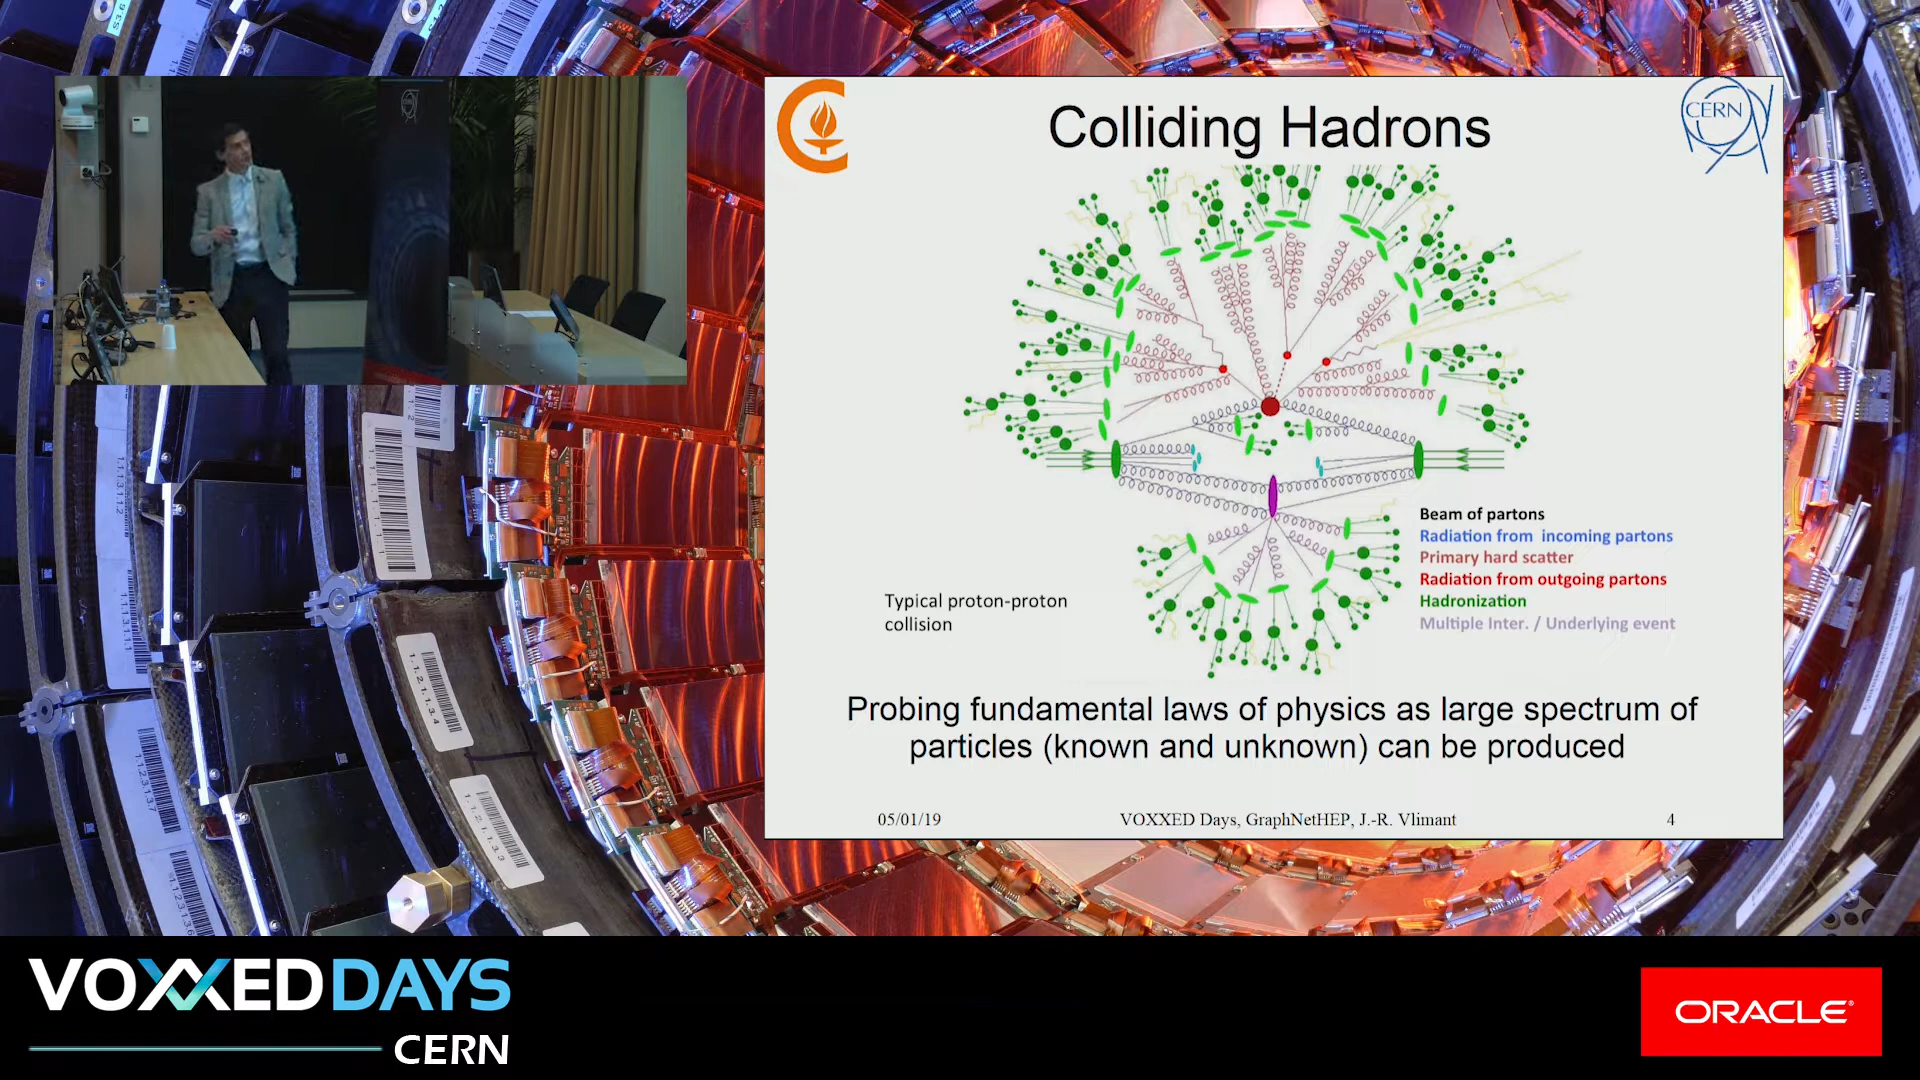 Colliding Hadrons
CERN
Beam of partons
Radiation from incoming partons
Primary hard scatter
Radiation from outgoing partons
Hadronization
Multiple Inter. / Underlying event
Typical proton-proton
collision
Probing fundamental laws of physics as large spectrum of
particles (known and unknown) can be produced
05/01/19
VOXXED Days, GraphNetHEP, J.-R. Vlimant
4
VOXXEDDAYS
CERN
ORACLE